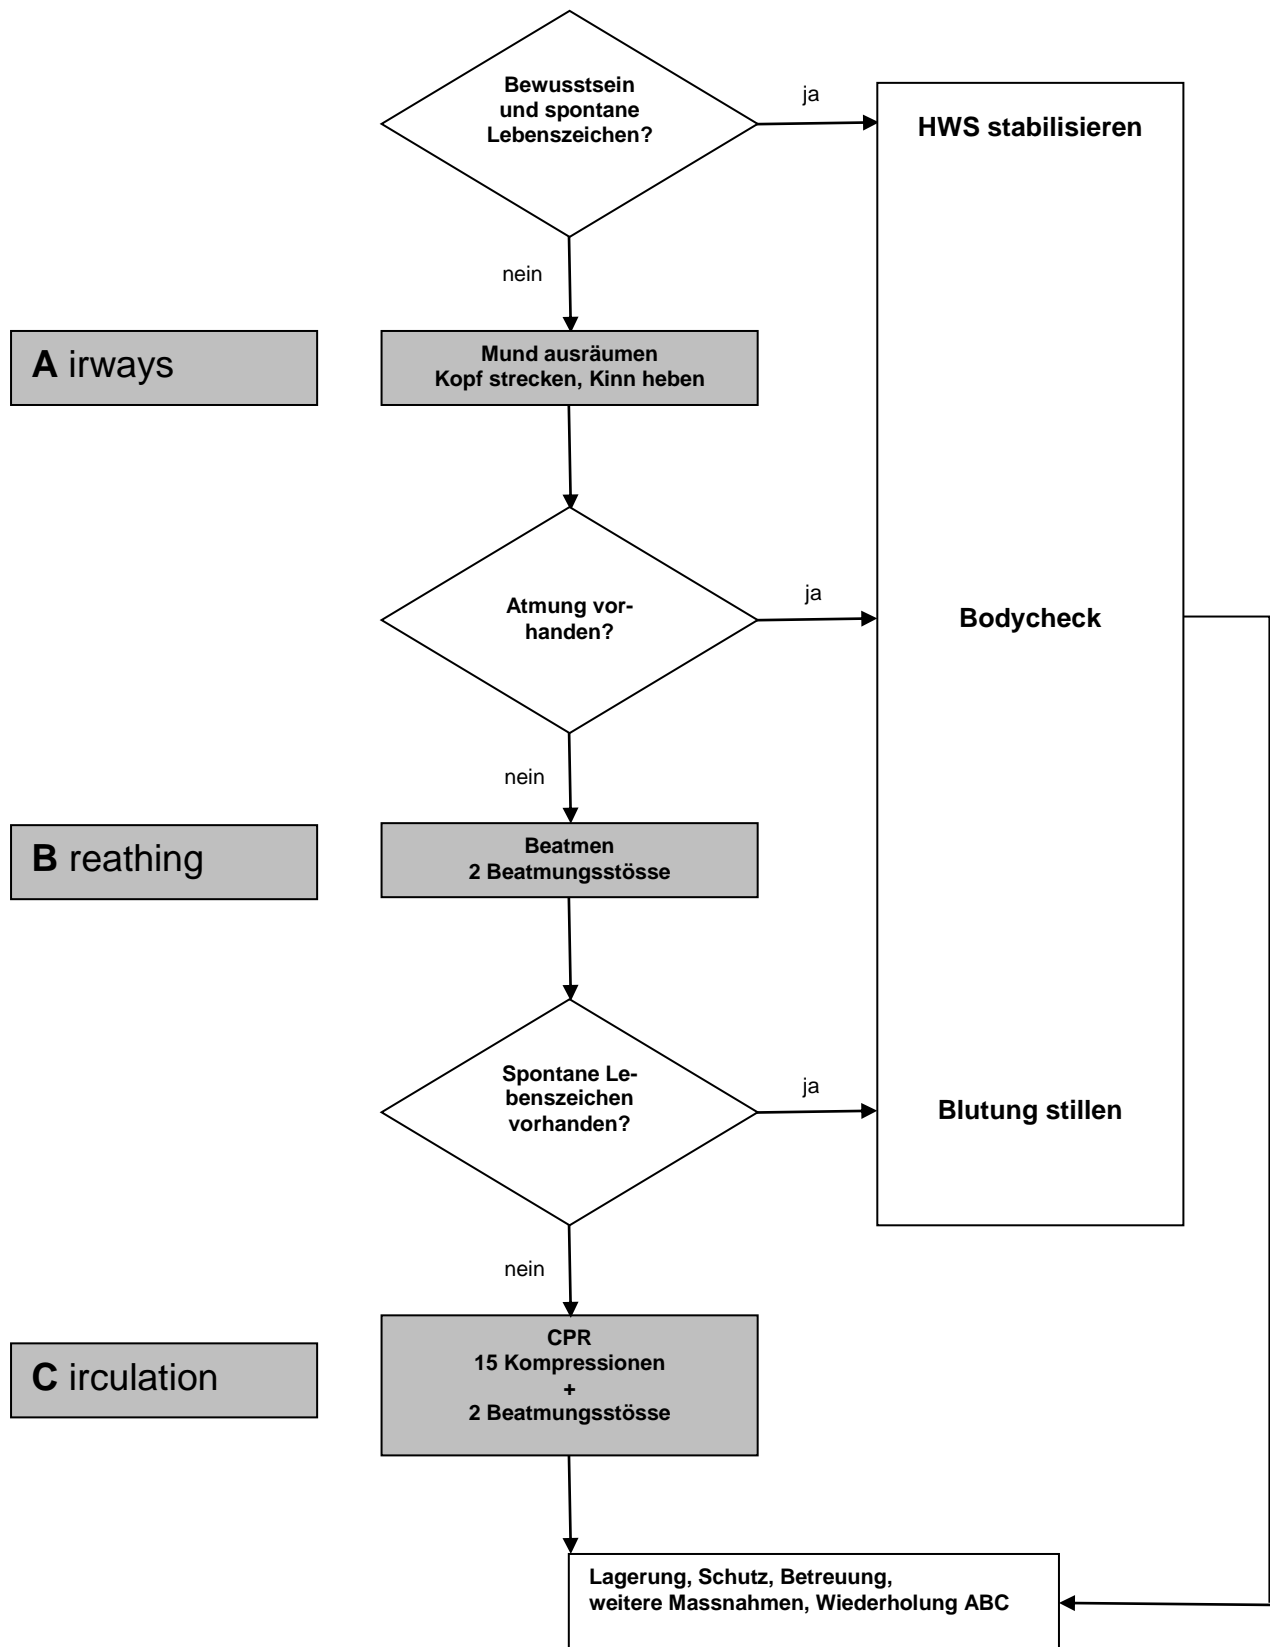 Bewusstsein
und spontane
Lebenszeichen?
ja
HWS stabilisieren
nein
A irways
Mund ausräumen
Kopf strecken, Kinn heben
Atmung vor-
handen?
ja
Bodycheck
nein
B reathing
Beatmen
2 Beatmungsstösse
Spontane Le-
benszeichen
vorhanden?
ja
Blutung stillen
nein
C irculation
CPR
15 Kompressionen
+
2 Beatmungsstösse
Lagerung, Schutz, Betreuung,
weitere Massnahmen, Wiederholung ABC